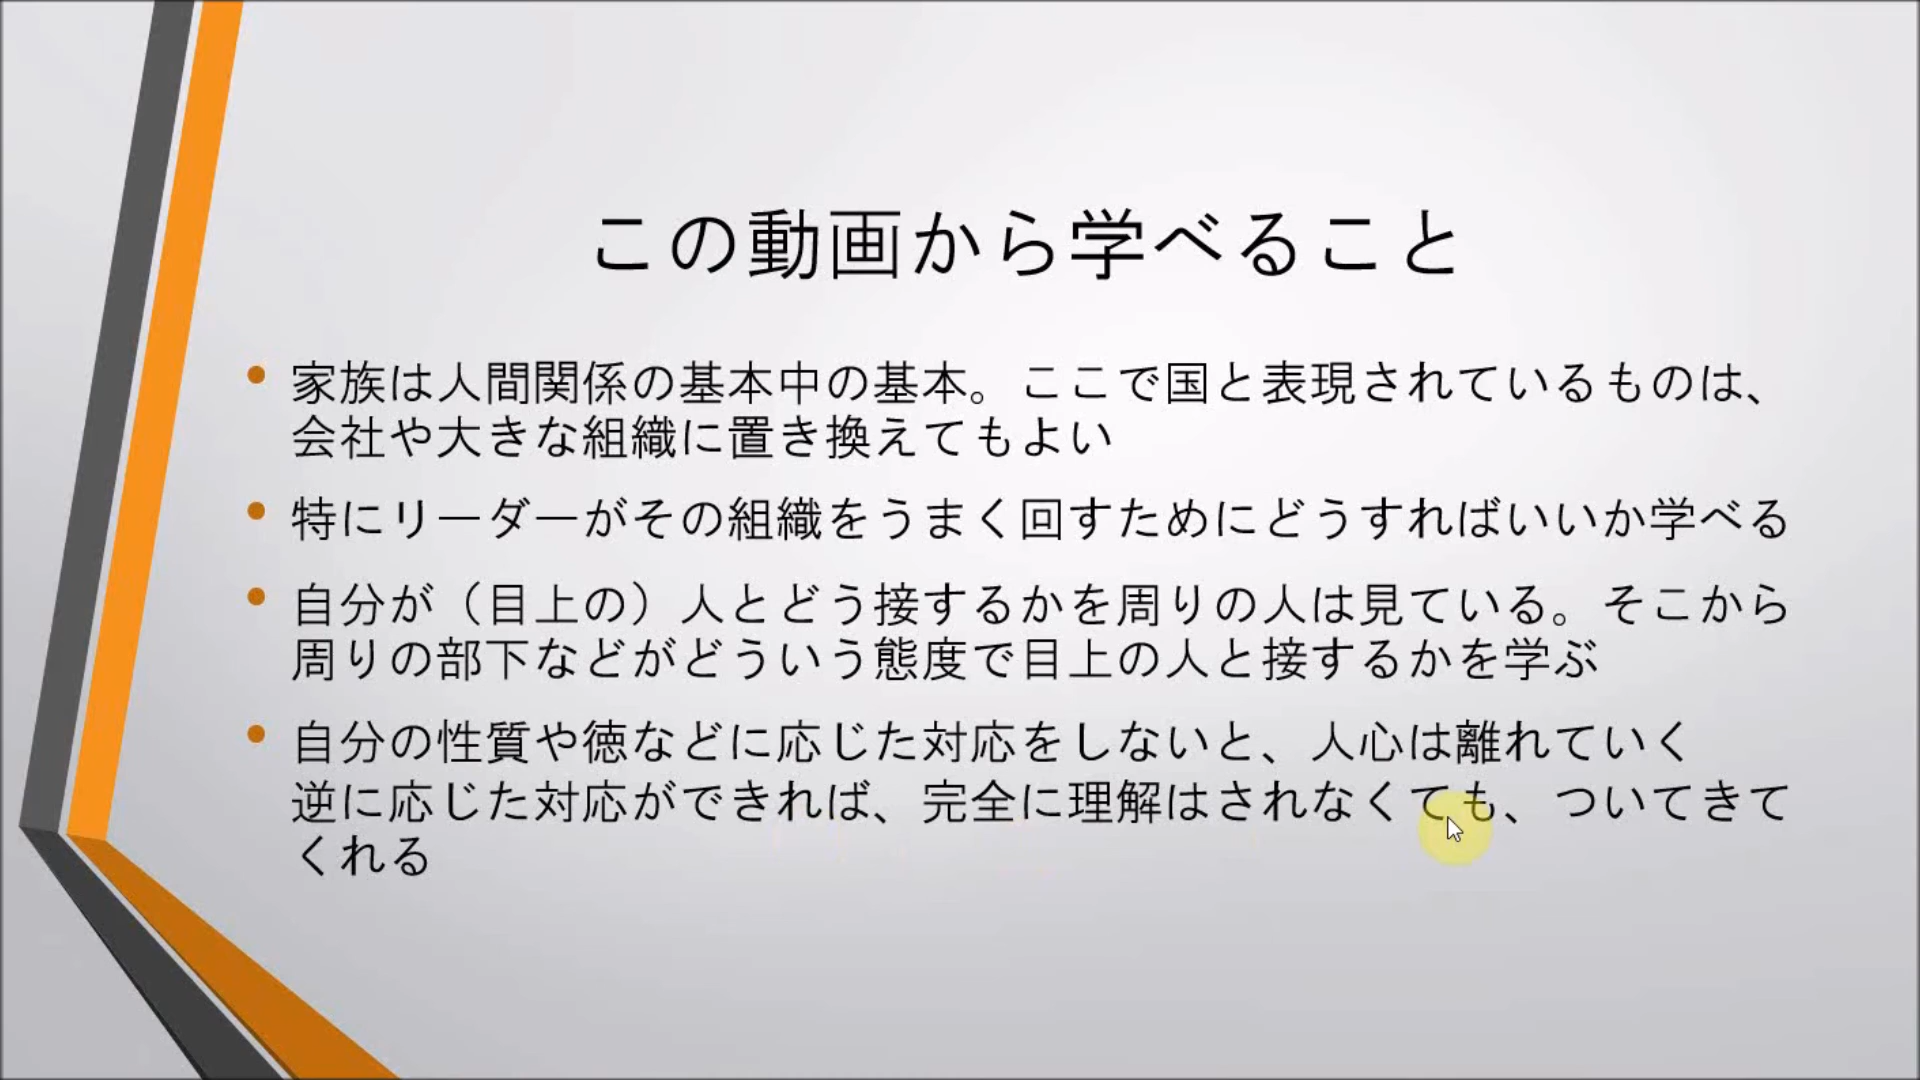 この動画から学べること
• 家族は人間関係の基本中の基本。ここで国と表現されているものは、
会社や大きな組織に置き換えてもよい
• 特にリーダーがその組織をうまく回すためにどうすればいいか学べる
• 自分が（目上の）人とどう接するかを周りの人は見ている。そこから
周りの部下などがどういう態度で目上の人と接するかを学ぶ
• 自分の性質や徳などに応じた対応をしないと、人心は離れていく
逆に応じた対応ができれば、完全に理解はされなくても、ついてきて
くれる